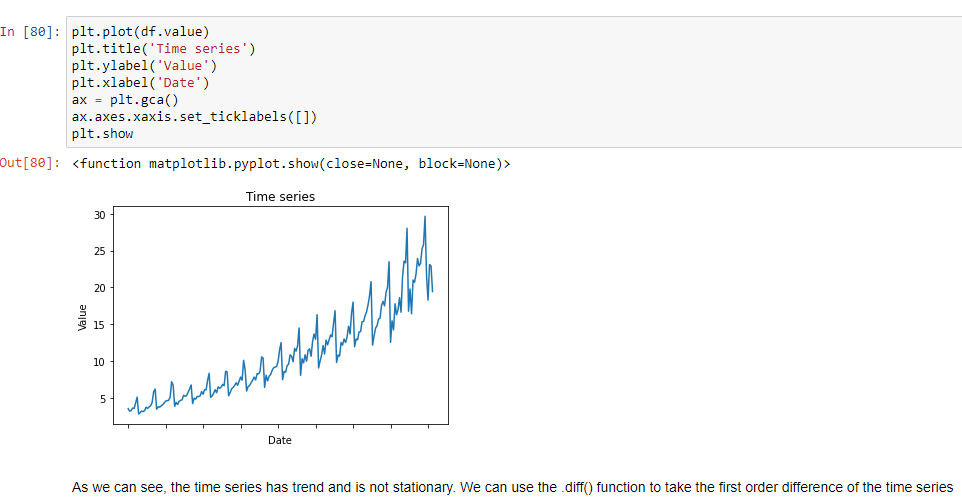 In [80]: plt.plot(df.value)
plt.title('Time series')
plt.ylabel('Value')
plt.xlabel('Date')
ax = plt.gca()
ax.axes.xaxis.set_ticklabels([])
plt.show
Out[80]: <function matplotlib.pyplot.show(close=None, block=None)>
Time series
30
25
20
15
10
5
Value
Date
As we can see, the time series has trend and is not stationary. We can use the .diff() function to take the first order difference of the time series